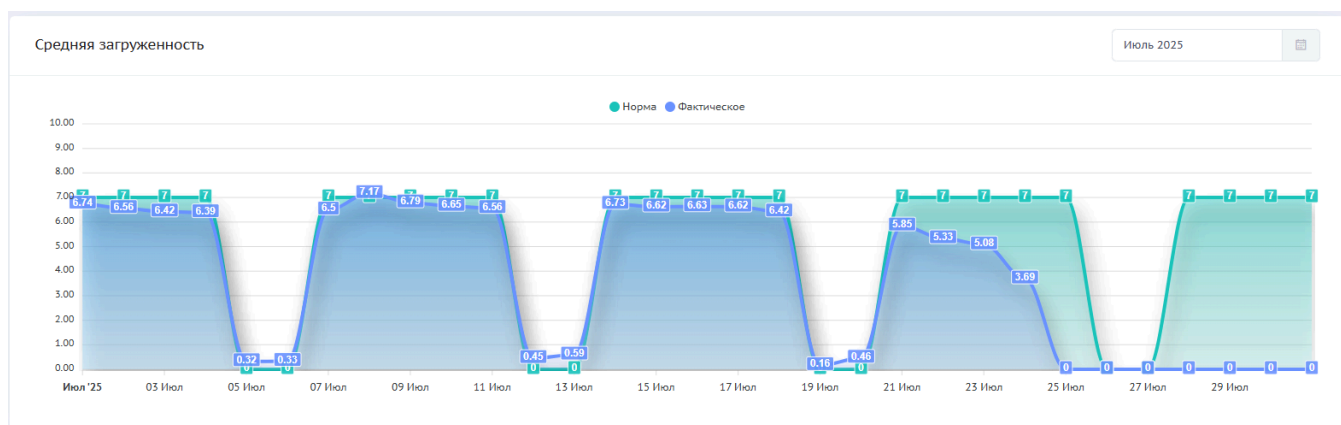 Средняя загруженность
Июль 2025
Норма Фактическое
10.00
9.00
8.00
7.00
6.00
5.00
4.00
3.00
2.00
1.00
0.00
7 7 7 7 7 7 7 7 7 7 7 7 7 7 7 7 7 7 7 7 7 7
6.74 6.56 6.42 6.39 6.5 7.17 6.79 6.65 6.56 6.73 6.62 6.63 6.62 6.42
5.85 5.33 5.08
3.69
0.32 0.33 0.45 0.59 0.16 0.46
0 0 0 0 0 0 0 0 0 0 0 0
Июл '25 03 Июл 05 Июл 07 Июл 09 Июл 11 Июл 13 Июл 15 Июл 17 Июл 19 Июл 21 Июл 23 Июл 25 Июл 27 Июл 29 Июл